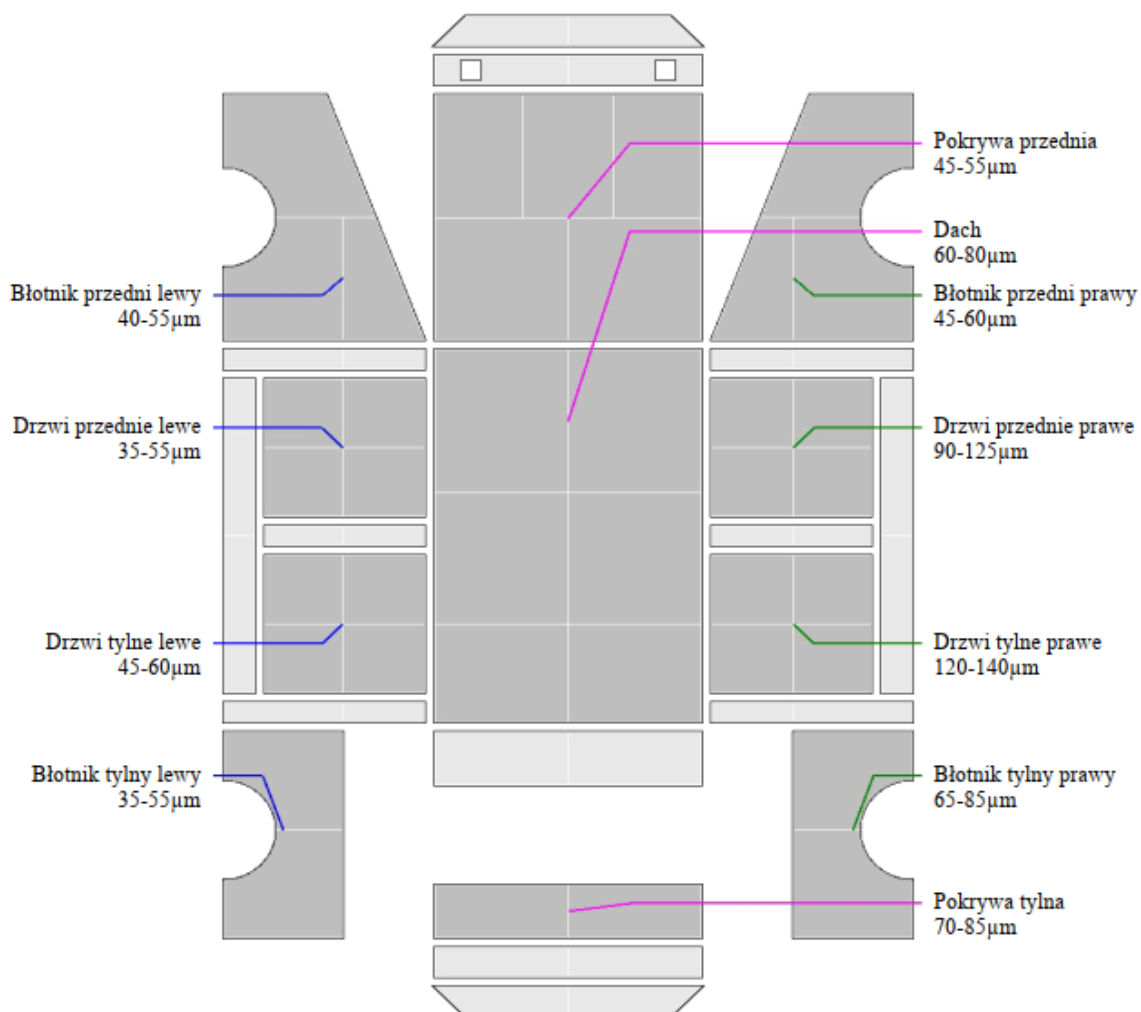 Pokrywa przednia
45-55µm
Dach
60-80µm
Błotnik przedni lewy
40-55µm
Błotnik przedni prawy
45-60µm
Drzwi przednie lewe
35-55µm
Drzwi przednie prawe
90-125µm
Drzwi tylne lewe
45-60µm
Drzwi tylne prawe
120-140µm
Błotnik tylny lewy
35-55µm
Błotnik tylny prawy
65-85µm
Pokrywa tylna
70-85µm